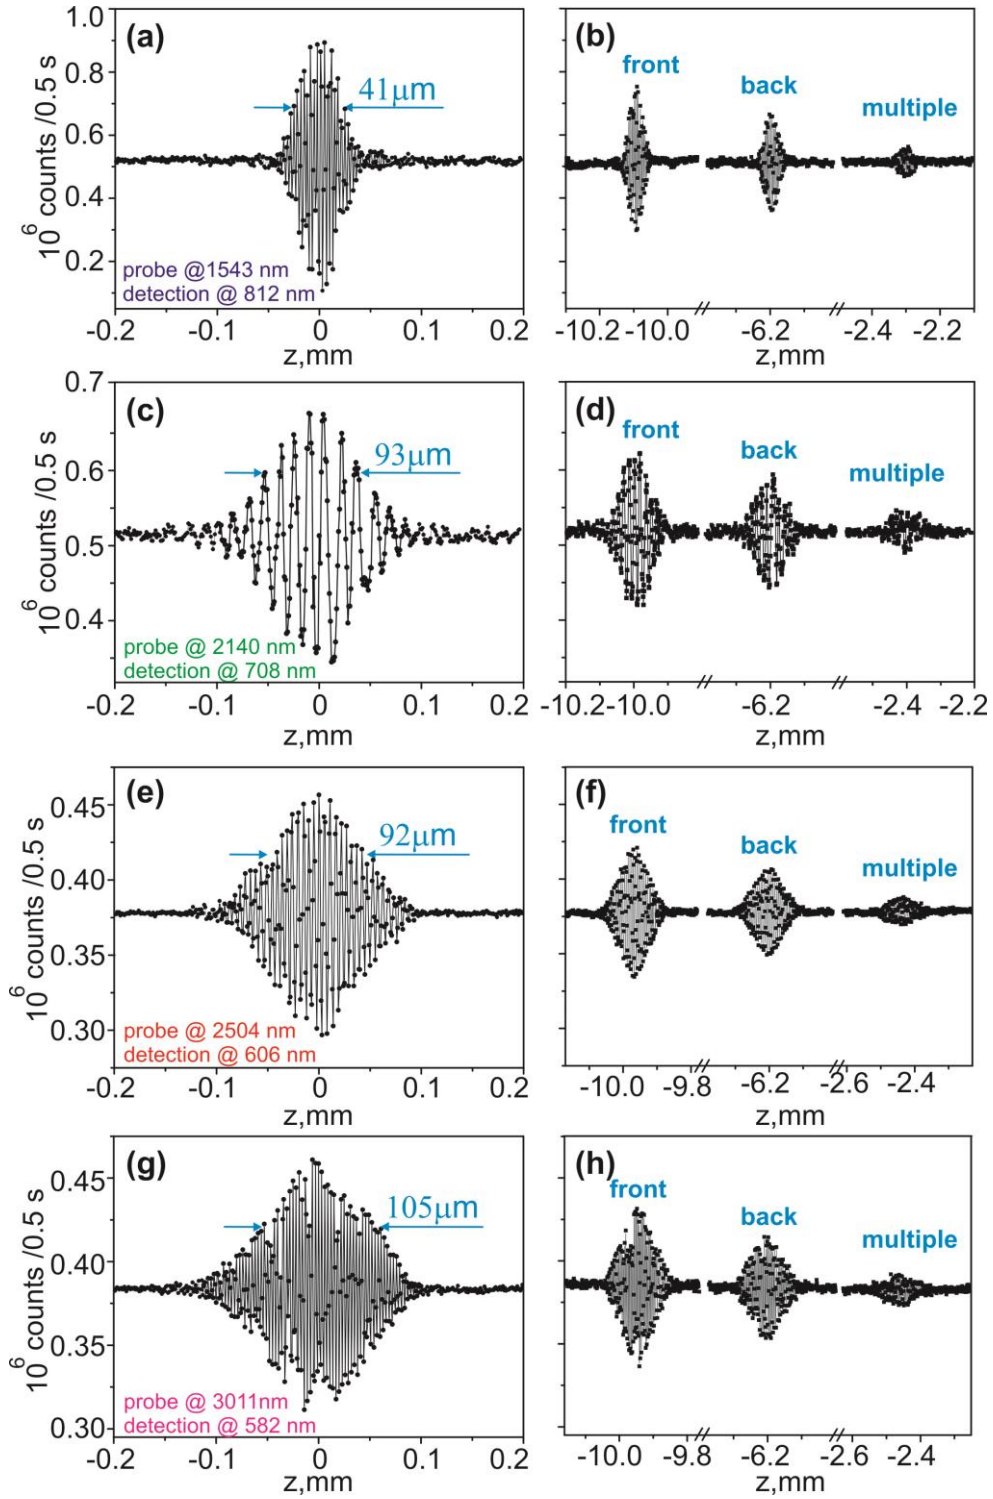 (a)
1.0
0.8
0.6
0.4
0.2
10⁶ counts /0.5 s
41μm
probe @1543 nm
detection @ 812 nm
-0.2 -0.1 0 0.1 0.2
z,mm
(b)
front
back
multiple
-10.2 -10.0 -6.2 -2.4 -2.2
z,mm
(c)
0.7
0.6
0.5
0.4
10⁶ counts /0.5 s
93μm
probe @ 2140 nm
detection @ 708 nm
-0.2 -0.1 0 0.1 0.2
z,mm
(d)
front
back
multiple
-10.2 -10.0 -6.2 -2.4 -2.2
z,mm
(e)
0.45
0.40
0.35
0.30
10⁶ counts /0.5 s
92μm
probe @ 2504 nm
detection @ 606 nm
-0.2 -0.1 0 0.1 0.2
z,mm
(f)
front
back
multiple
-10.0 -9.8 -6.2 -2.6 -2.4
z,mm
(g)
0.45
0.40
0.35
0.30
10⁶ counts /0.5 s
105μm
probe @ 3011nm
detection @ 582 nm
-0.2 -0.1 0 0.1 0.2
z,mm
(h)
front
back
multiple
-10.0 -9.8 -6.2 -2.6 -2.4
z,mm